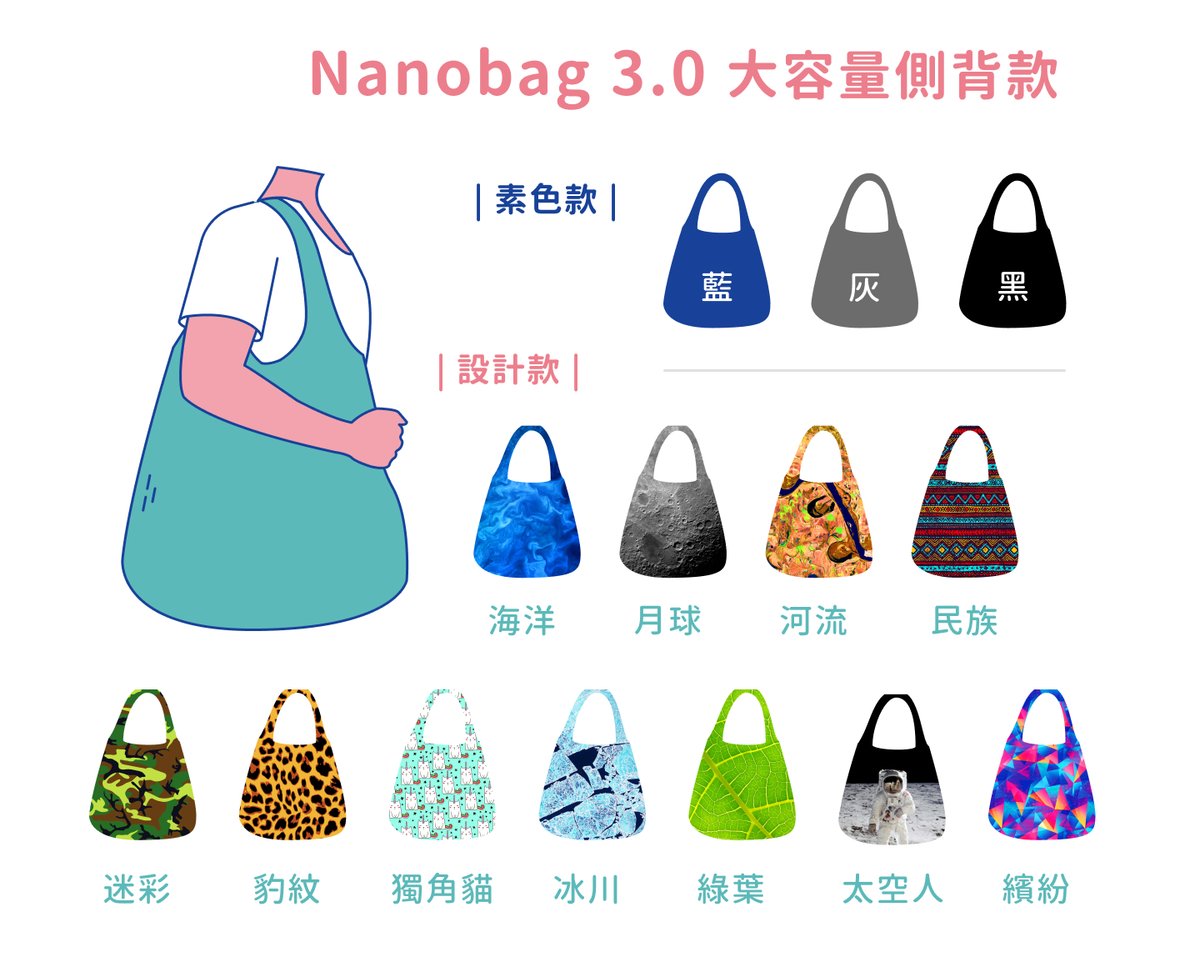 Nanobag 3.0 大容量側背款
| 素色款 |
藍 灰 黑
| 設計款 |
海洋 月球 河流 民族
迷彩 豹紋 獨角貓 冰川 綠葉 太空人 繽紛